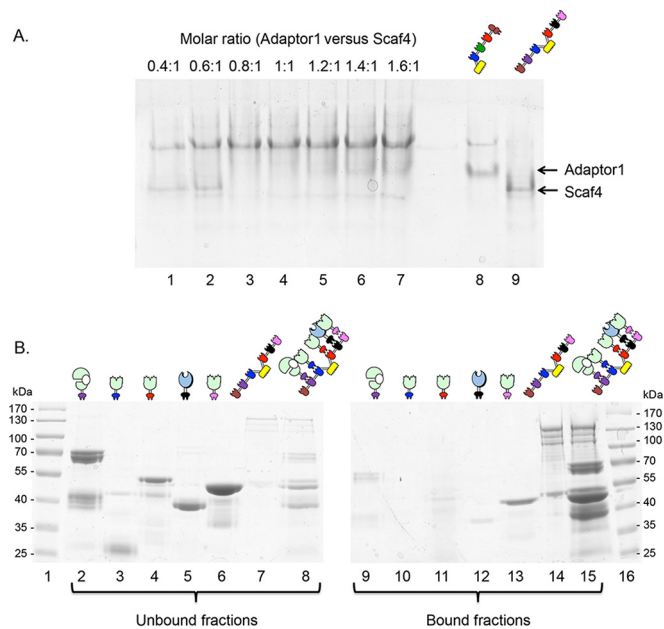 A.
Molar ratio (Adaptor1 versus Scaf4)
0.4:1 0.6:1 0.8:1 1:1 1.2:1 1.4:1 1.6:1
Adaptor1
Scaf4
1 2 3 4 5 6 7 8 9
B.
kDa kDa
170 170
130 130
100 100
70 70
55 55
40 40
35 35
25 25
1 2 3 4 5 6 7 8 9 10 11 12 13 14 15 16
Unbound fractions Bound fractions